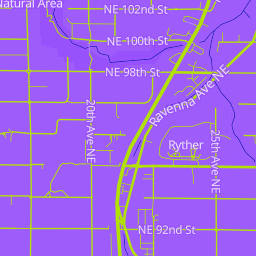 Natural Area
NE 102nd St
NE 100th St
NE 98th St
Ravenna Ave NE
20th Ave NE
25th Ave NE
Ryther
NE 92nd St